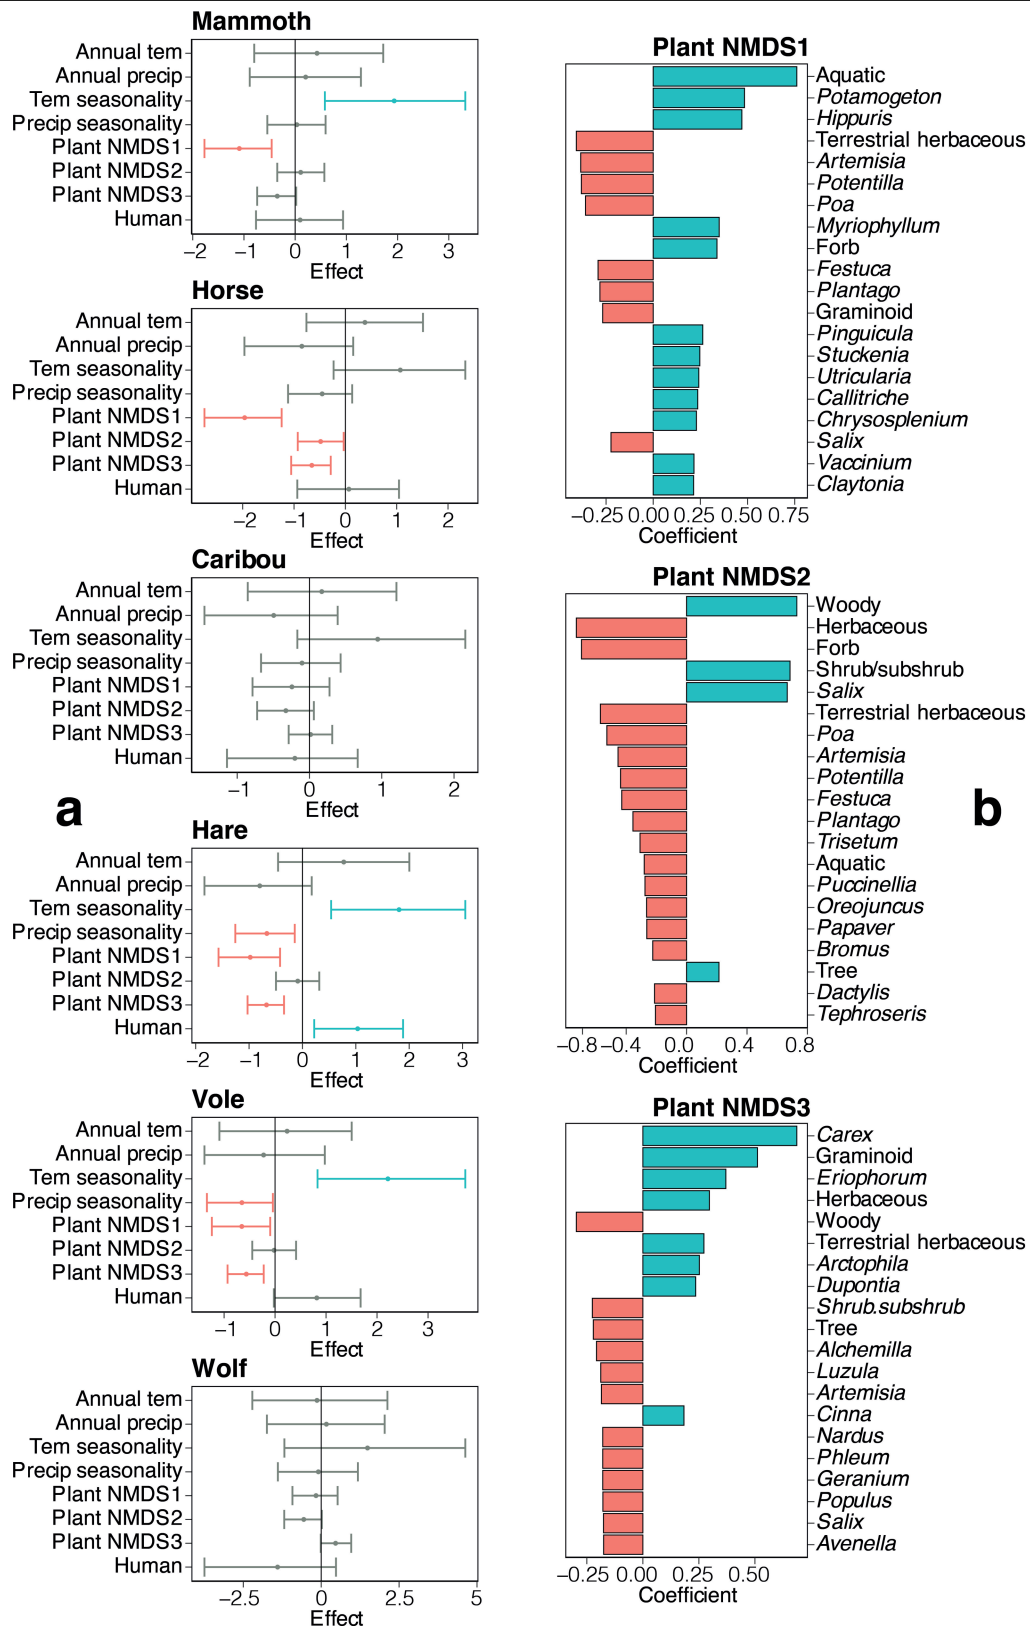 Mammoth
Annual tem
Annual precip
Tem seasonality
Precip seasonality
Plant NMDS1
Plant NMDS2
Plant NMDS3
Human
−2 −1 0 1 2 3
Effect
Horse
Annual tem
Annual precip
Tem seasonality
Precip seasonality
Plant NMDS1
Plant NMDS2
Plant NMDS3
Human
−2 −1 0 1 2
Effect
Caribou
Annual tem
Annual precip
Tem seasonality
Precip seasonality
Plant NMDS1
Plant NMDS2
Plant NMDS3
Human
−1 0 1 2
Effect
a
Hare
Annual tem
Annual precip
Tem seasonality
Precip seasonality
Plant NMDS1
Plant NMDS2
Plant NMDS3
Human
−2 −1 0 1 2 3
Effect
Vole
Annual tem
Annual precip
Tem seasonality
Precip seasonality
Plant NMDS1
Plant NMDS2
Plant NMDS3
Human
−1 0 1 2 3
Effect
Wolf
Annual tem
Annual precip
Tem seasonality
Precip seasonality
Plant NMDS1
Plant NMDS2
Plant NMDS3
Human
−2.5 0 2.5 5
Effect
Plant NMDS1
Aquatic
Potamogeton
Hippuris
Terrestrial herbaceous
Artemisia
Potentilla
Poa
Myriophyllum
Forb
Festuca
Plantago
Graminoid
Pinguicula
Stuckenia
Utricularia
Callitriche
Chrysosplenium
Salix
Vaccinium
Claytonia
−0.25 0.00 0.25 0.50 0.75
Coefficient
Plant NMDS2
Woody
Herbaceous
Forb
Shrub/subshrub
Salix
Terrestrial herbaceous
Poa
Artemisia
Potentilla
Festuca
Plantago
Trisetum
Aquatic
Puccinellia
Oreojuncus
Papaver
Bromus
Tree
Dactylis
Tephroseris
−0.8 −0.4 0.0 0.4 0.8
Coefficient
b
Plant NMDS3
Carex
Graminoid
Eriophorum
Herbaceous
Woody
Terrestrial herbaceous
Arctophila
Dupontia
Shrub.subshrub
Tree
Alchemilla
Luzula
Artemisia
Cinna
Nardus
Phleum
Geranium
Populus
Salix
Avenella
−0.25 0.00 0.25 0.50
Coefficient